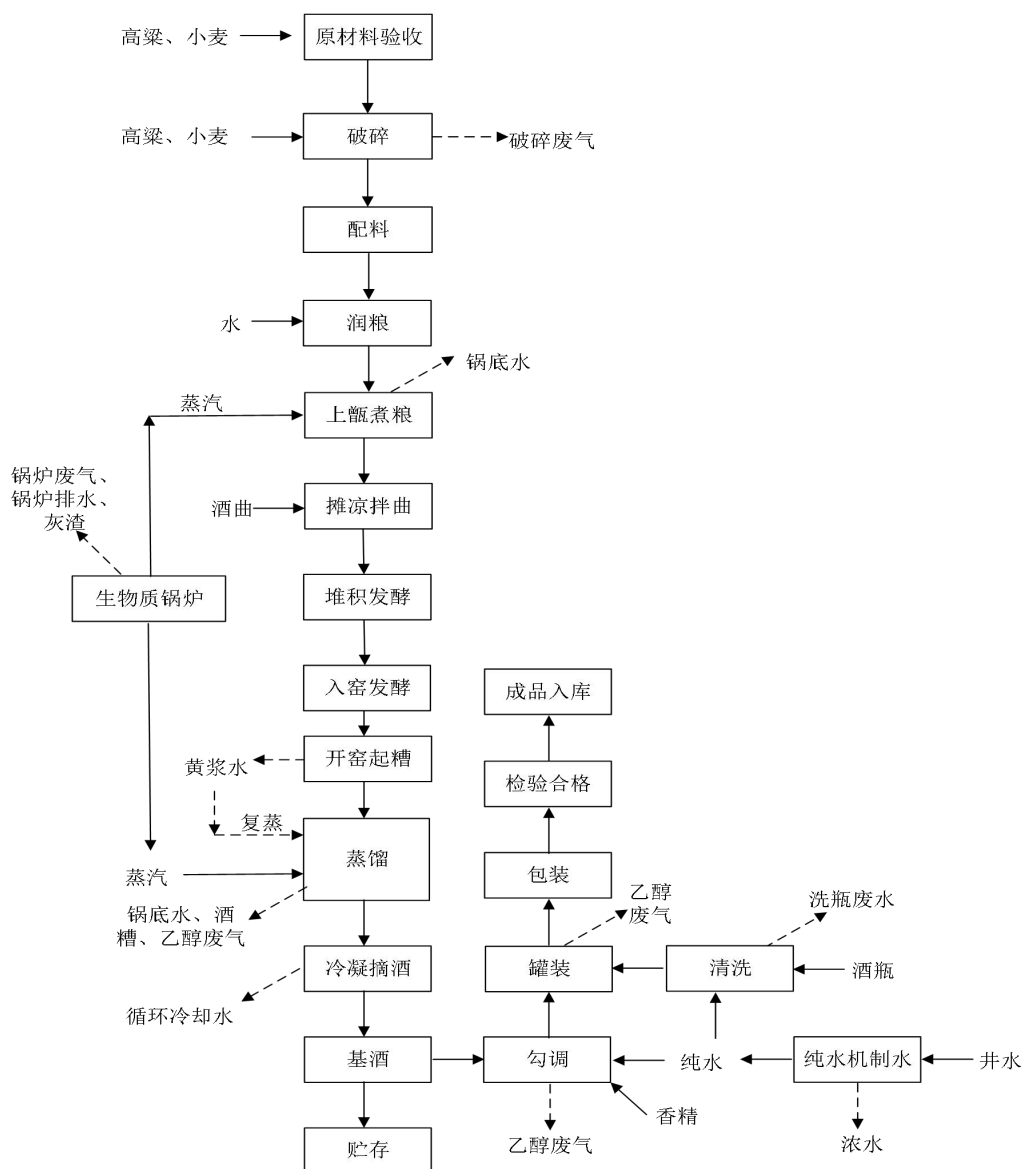 高粱、小麦
原材料验收
高粱、小麦
破碎
破碎废气
配料
水
润粮
锅底水
蒸汽
上甑煮粮
锅炉废气、
锅炉排水、
灰渣
酒曲
摊凉拌曲
生物质锅炉
堆积发酵
入窑发酵
成品入库
黄浆水
开窑起糟
检验合格
复蒸
蒸馏
蒸汽
包装
锅底水、酒
糟、乙醇废气
乙醇
废气
洗瓶废水
冷凝摘酒
罐装
清洗
酒瓶
循环冷却水
基酒
勾调
纯水
纯水机制水
井水
香精
贮存
乙醇废气
浓水